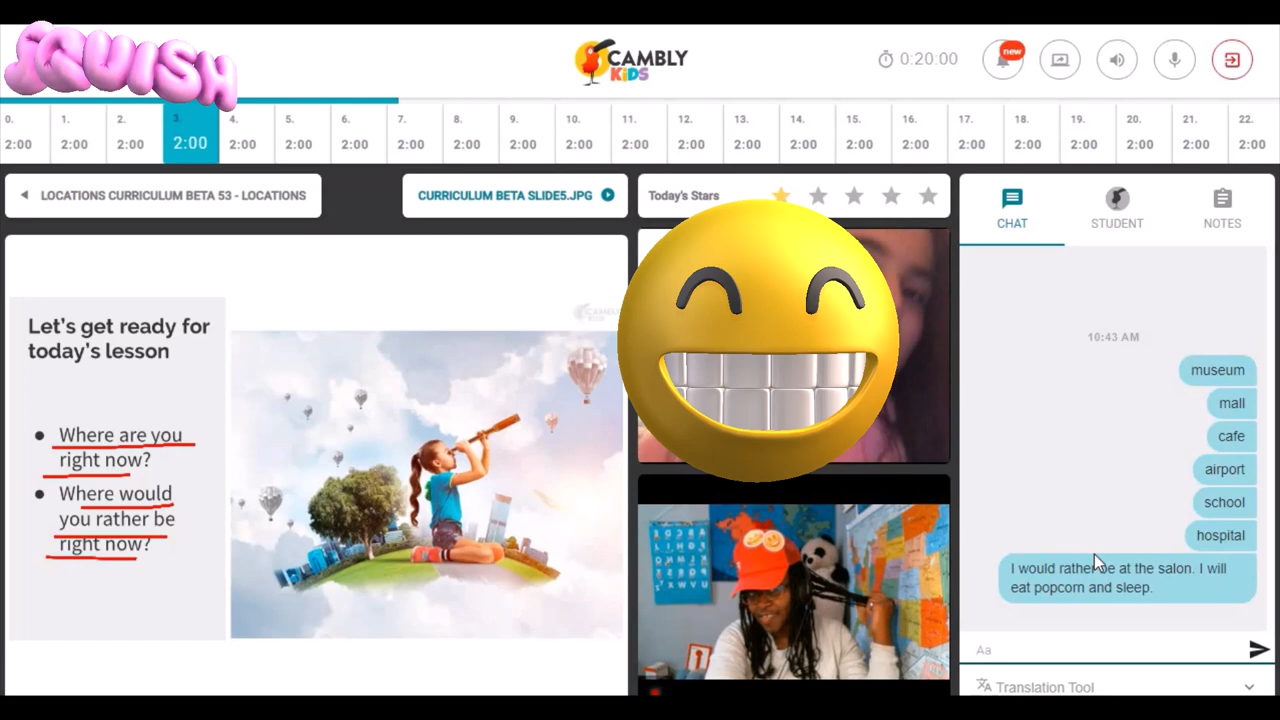 SQUISH
CAMBLY
KIDS
0:20:00
new
0. 1. 2. 3. 4. 5. 6. 7. 8. 9. 10. 11. 12. 13. 14. 15. 16. 17. 18. 19. 20. 21. 22.
2:00 2:00 2:00 2:00 2:00 2:00 2:00 2:00 2:00 2:00 2:00 2:00 2:00 2:00 2:00 2:00 2:00 2:00 2:00 2:00 2:00 2:00 2:00
LOCATIONS CURRICULUM BETA 53 - LOCATIONS
CURRICULUM BETA SLIDE5.JPG
Today's Stars
CHAT
STUDENT
NOTES
CAMBLY
KIDS
Let's get ready for
today's lesson
• Where are you
right now?
• Where would
you rather be
right now?
10:43 AM
museum
mall
cafe
airport
school
hospital
I would rather be at the salon. I will
eat popcorn and sleep.
Aa
Translation Tool